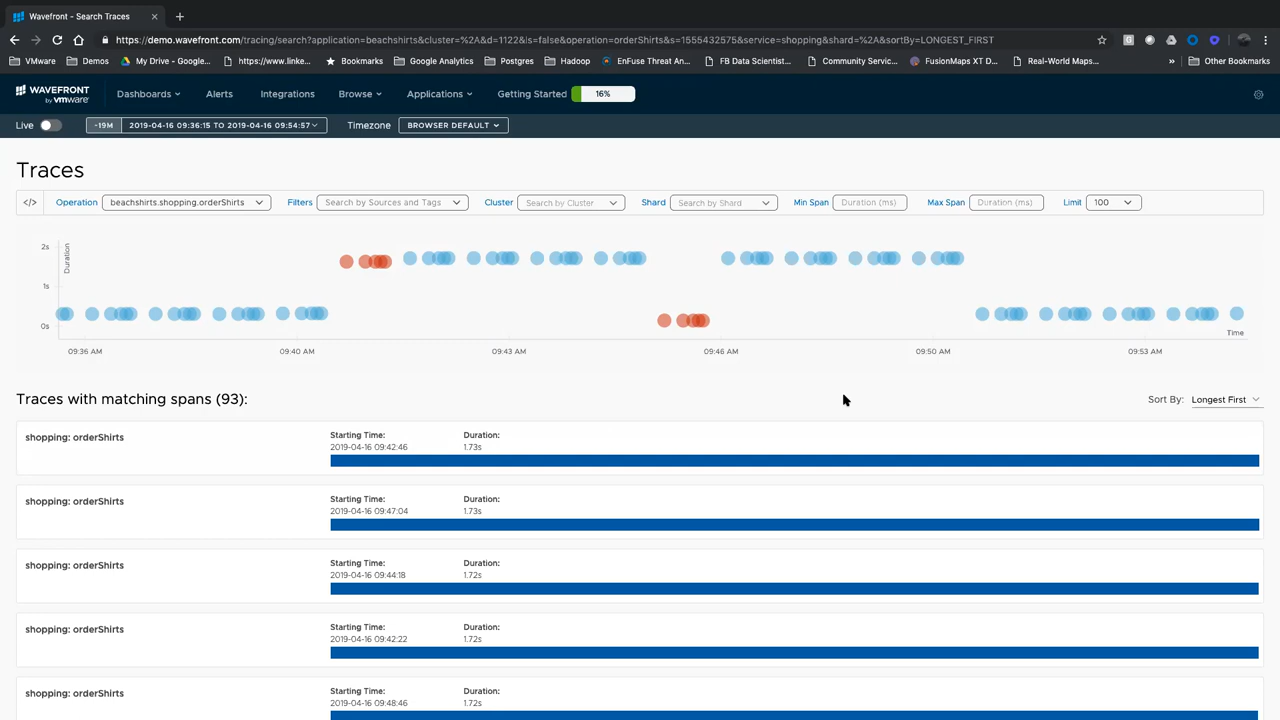 Wavefront - Search Traces
https://demo.wavefront.com/tracing/search?application=beachshirts&cluster=%2A&d=1122&is=false&operation=orderShirts&s=1555432575&service=shopping&shard=%2A&sortBy=LONGEST_FIRST
VMware Demos My Drive - Google... https://www.linke... Bookmarks Google Analytics Postgres Hadoop EnFuse Threat An... FB Data Scientist... Community Servic... FusionMaps XT D... Real-World Maps... » Other Bookmarks
WAVEFRONT
by vmware
Dashboards Alerts Integrations Browse Applications Getting Started 16%
Live -19M 2019-04-16 09:36:15 TO 2019-04-16 09:54:57 Timezone BROWSER DEFAULT
Traces
</> Operation beachshirts.shopping.orderShirts Filters Search by Sources and Tags Cluster Search by Cluster Shard Search by Shard Min Span Duration (ms) Max Span Duration (ms) Limit 100
2s
Duration
1s
0s
Time
09:36 AM 09:40 AM 09:43 AM 09:46 AM 09:50 AM 09:53 AM
Traces with matching spans (93): Sort By: Longest First
shopping: orderShirts Starting Time: Duration:
2019-04-16 09:42:46 1.73s
shopping: orderShirts Starting Time: Duration:
2019-04-16 09:47:04 1.73s
shopping: orderShirts Starting Time: Duration:
2019-04-16 09:44:18 1.72s
shopping: orderShirts Starting Time: Duration:
2019-04-16 09:42:22 1.72s
shopping: orderShirts Starting Time: Duration:
2019-04-16 09:48:46 1.72s